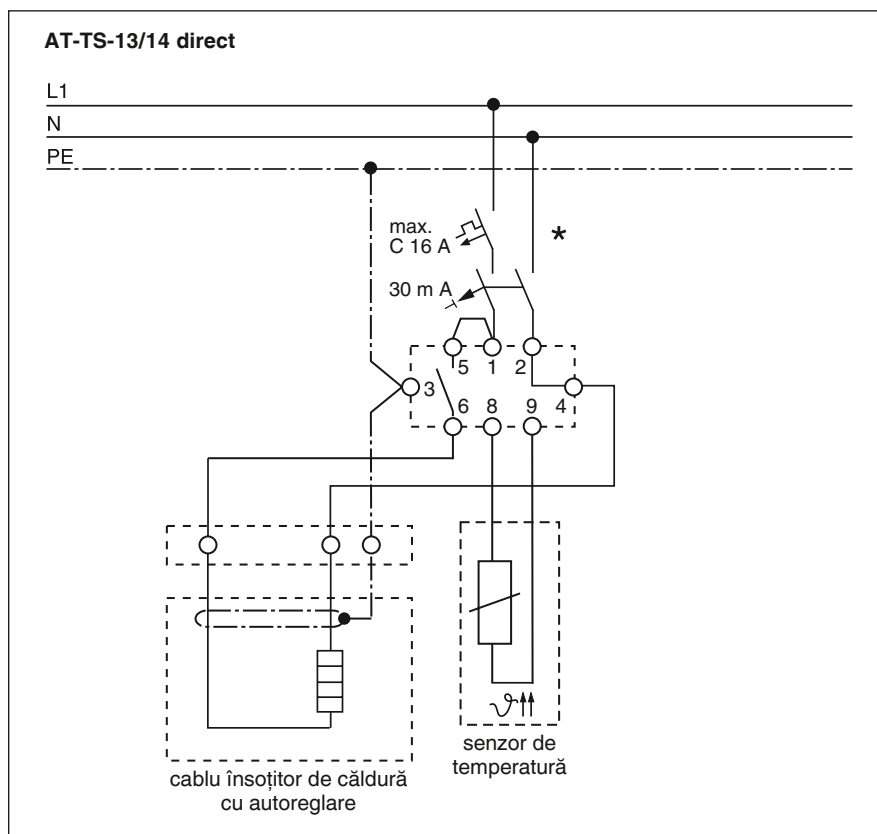 AT-TS-13/14 direct
L1
N
PE
max.
C 16 A
*
30 m A
5 1 2
3
6 8 9 4
ϑ
senzor de
temperatură
cablu însoțitor de căldură
cu autoreglare